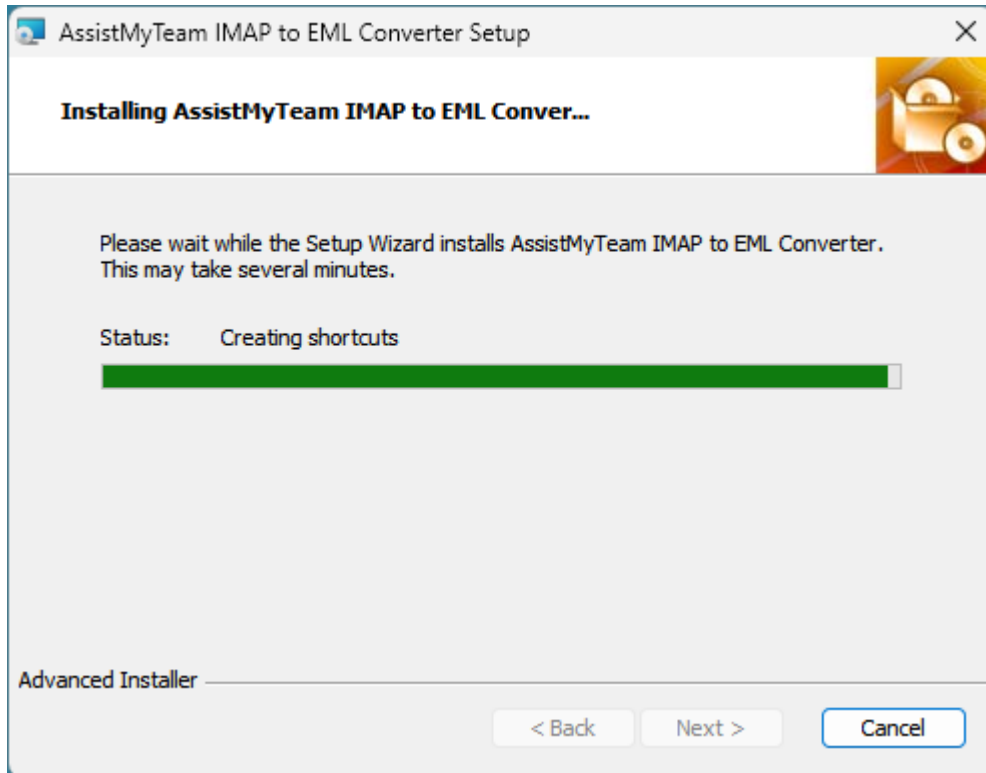 AssistMyTeam IMAP to EML Converter Setup
Installing AssistMyTeam IMAP to EML Conver...
Please wait while the Setup Wizard installs AssistMyTeam IMAP to EML Converter.
This may take several minutes.
Status: Creating shortcuts
Advanced Installer
< Back Next > Cancel